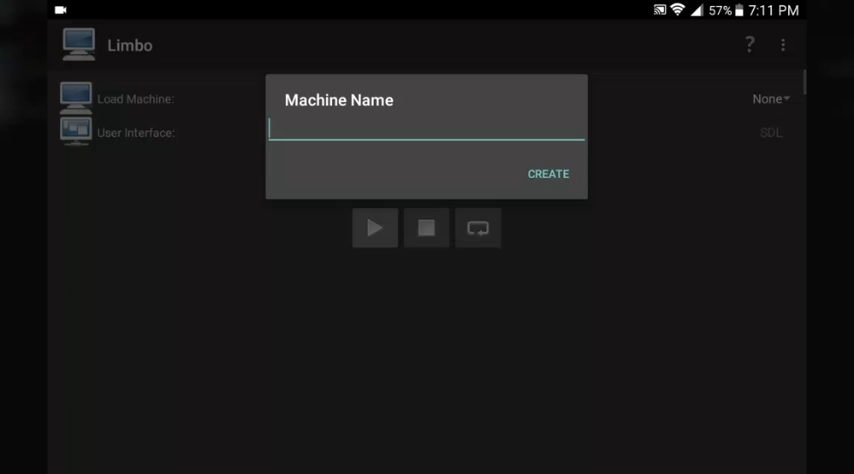 57% 7:11 PM
Limbo ?
Machine Name
Load Machine: None
User Interface: SDL
CREATE